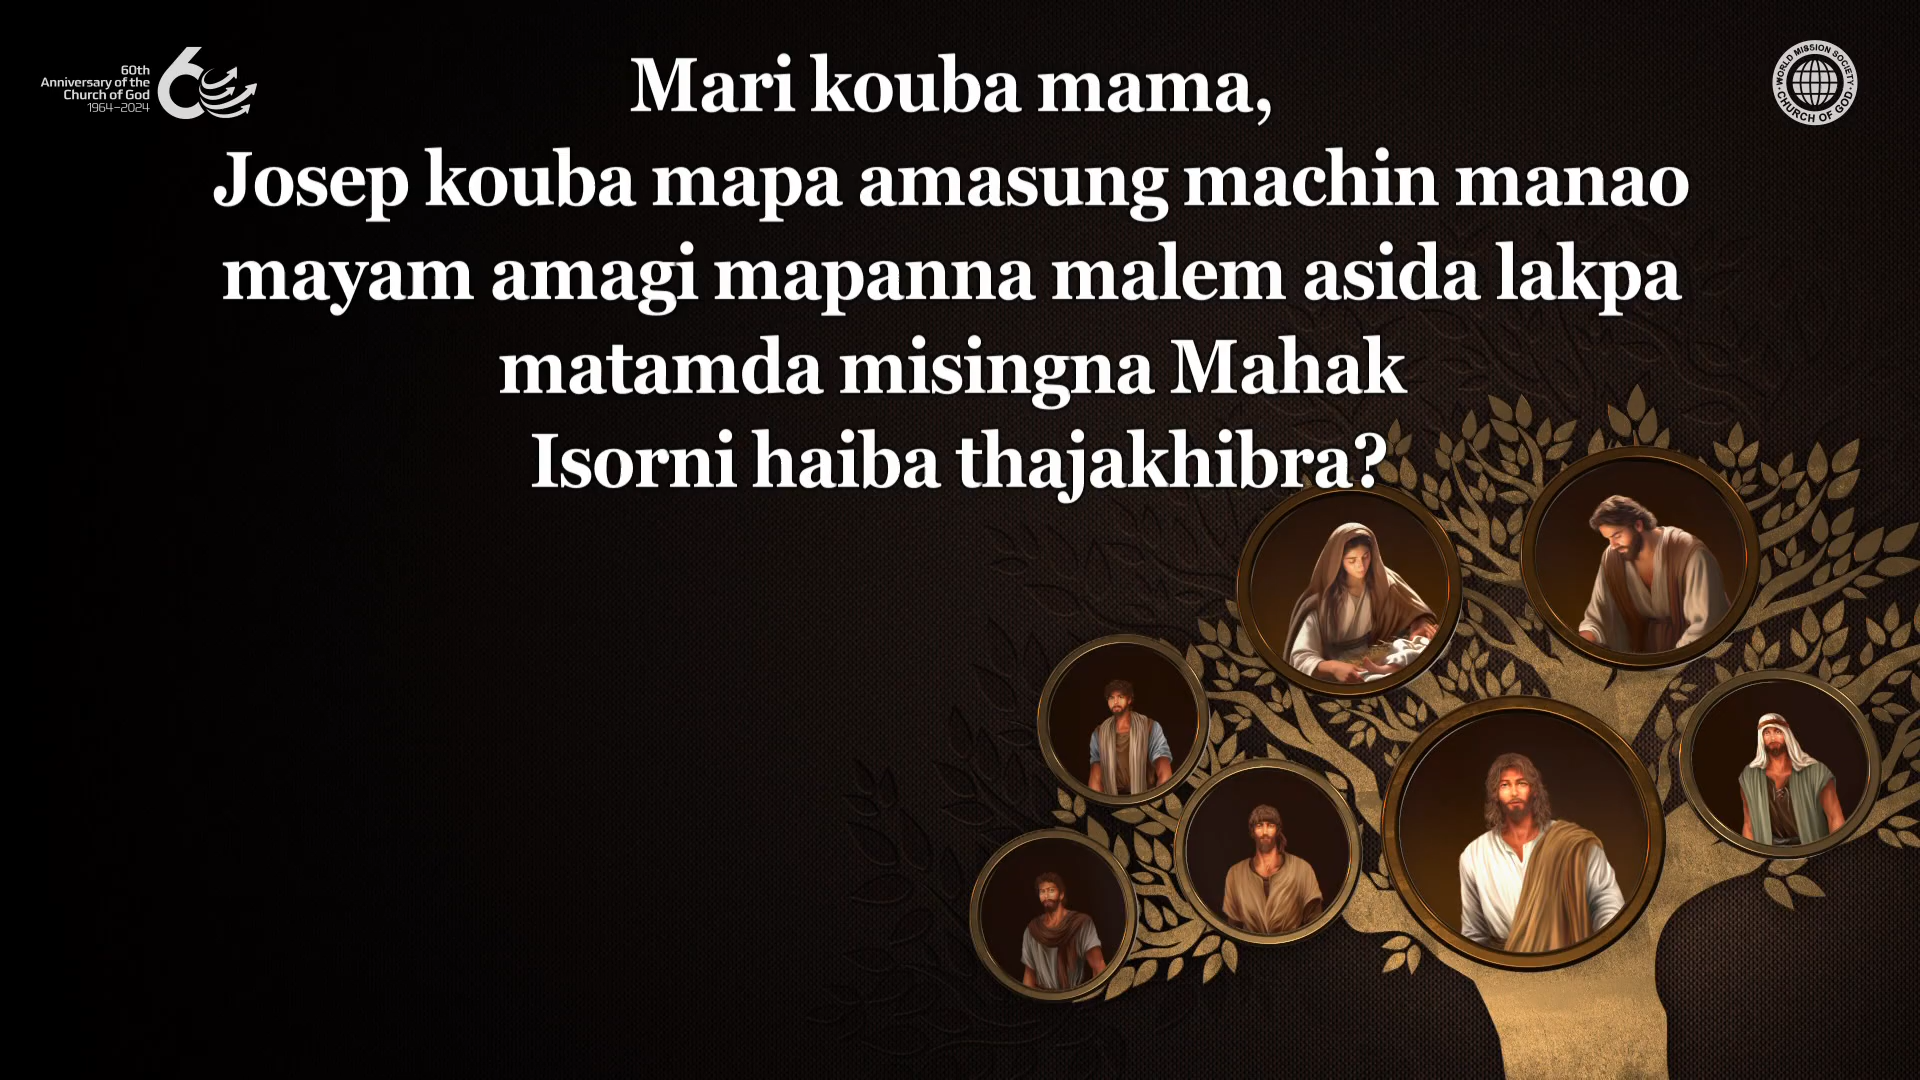 60th
Anniversary of the
Church of God
1964–2024
60
WORLD MISSION SOCIETY
CHURCH OF GOD
Mari kouba mama,
Josep kouba mapa amasung machin manao
mayam amagi mapanna malem asida lakpa
matamda misingna Mahak
Isorni haiba thajakhibra?